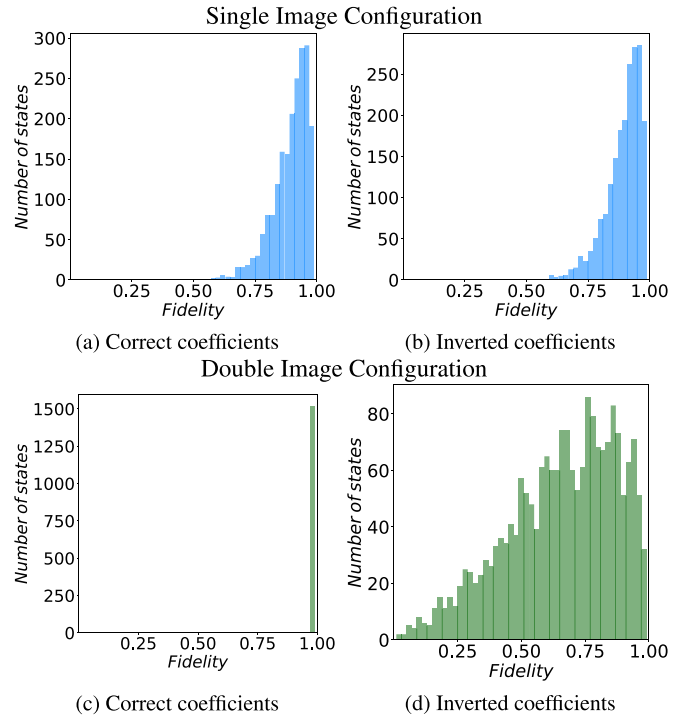 Single Image Configuration
Number of states
300
250
200
150
100
50
0
0.25 0.50 0.75 1.00
Fidelity
(a) Correct coefficients
Number of states
250
200
150
100
50
0
0.25 0.50 0.75 1.00
Fidelity
(b) Inverted coefficients
Double Image Configuration
Number of states
1500
1250
1000
750
500
250
0
0.25 0.50 0.75 1.00
Fidelity
(c) Correct coefficients
Number of states
80
60
40
20
0
0.25 0.50 0.75 1.00
Fidelity
(d) Inverted coefficients